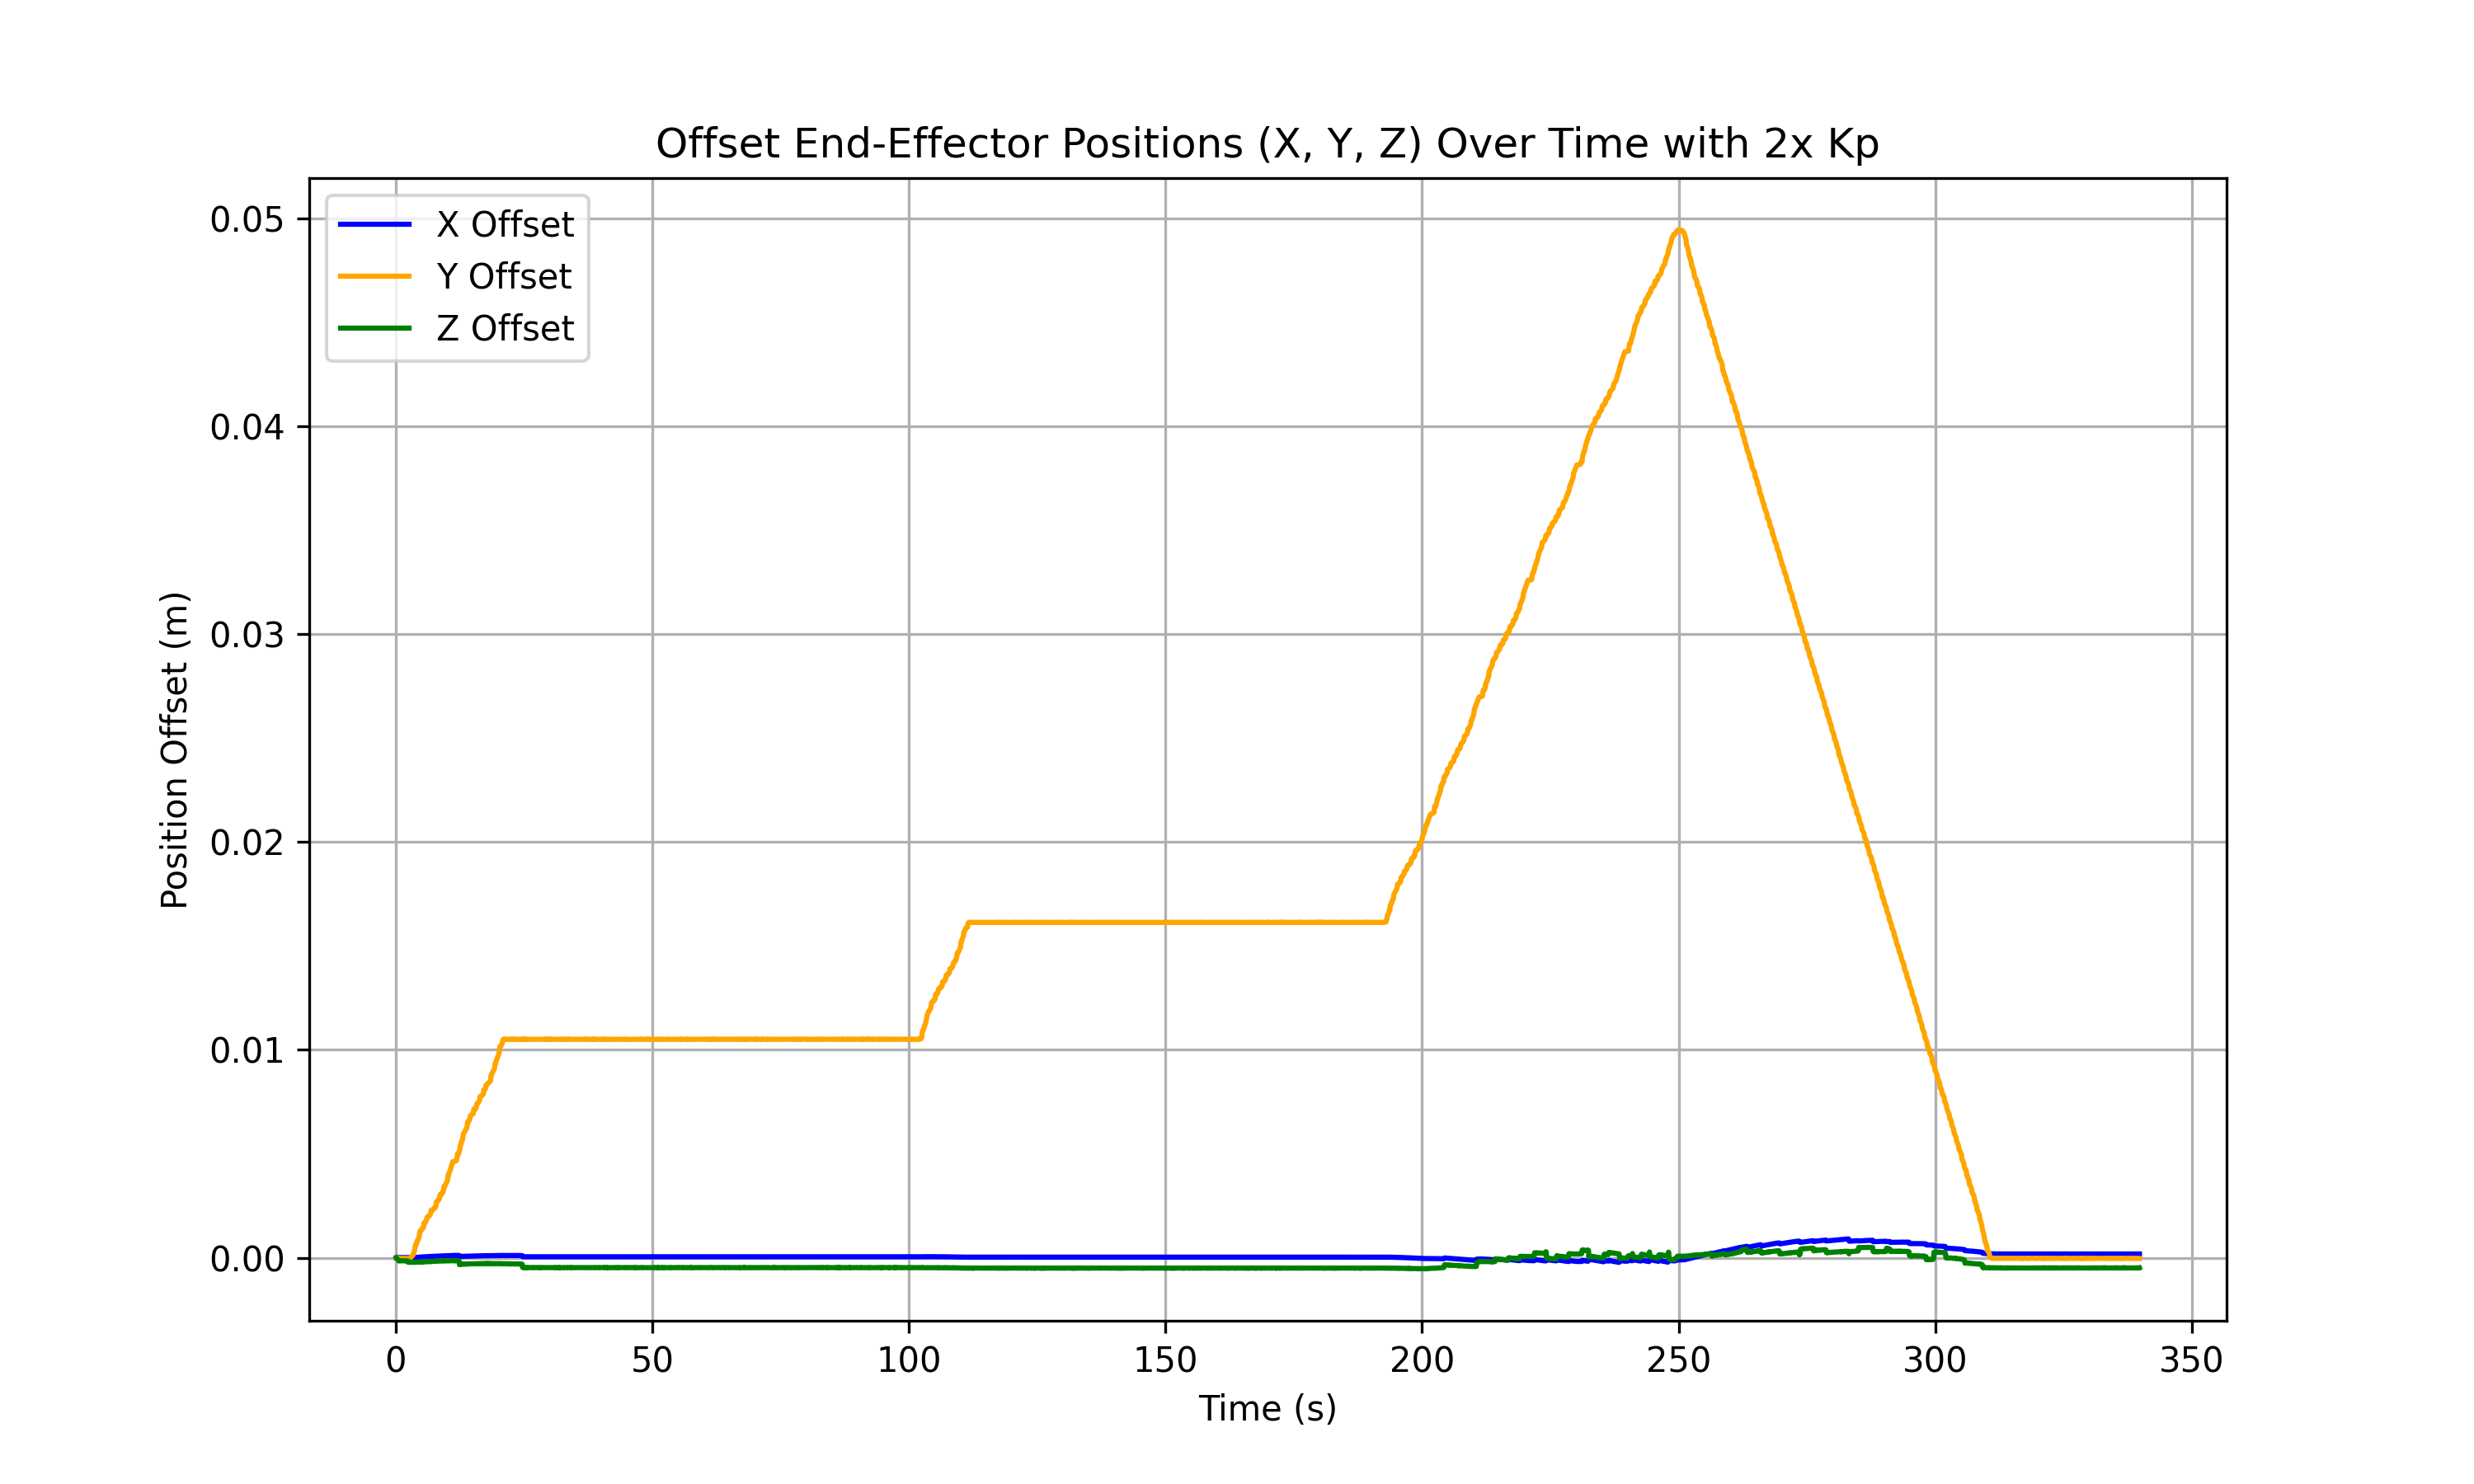 Offset End-Effector Positions (X, Y, Z) Over Time with 2x Kp
X Offset
Y Offset
Z Offset
0.05
0.04
0.03
0.02
0.01
0.00
Position Offset (m)
0 50 100 150 200 250 300 350
Time (s)